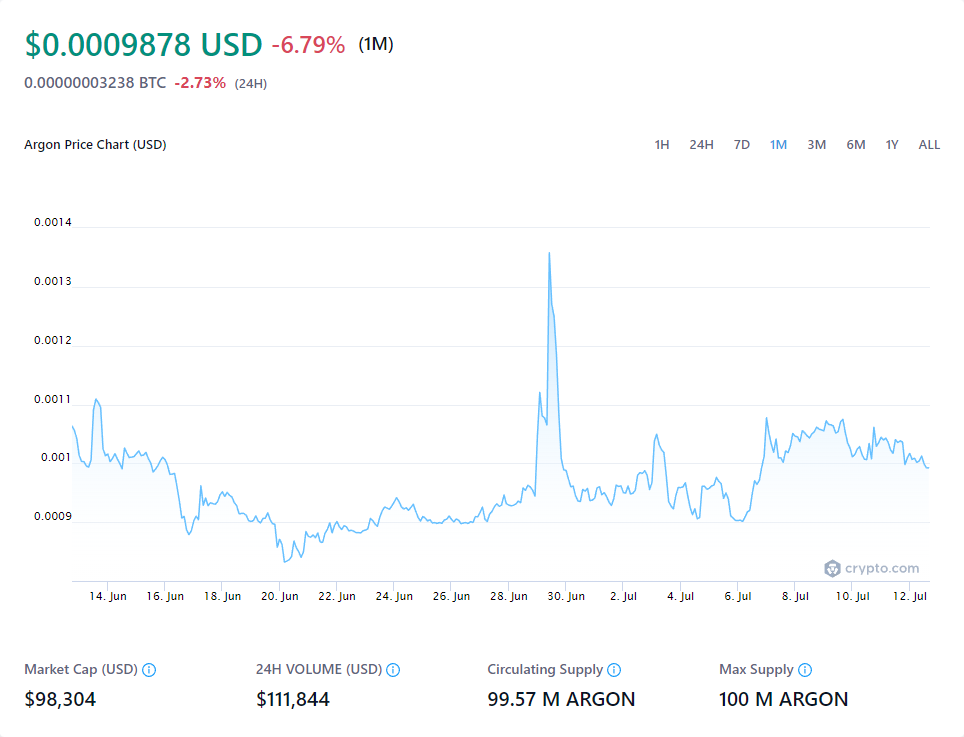 $0.0009878 USD -6.79% (1M)
0.00000003238 BTC -2.73% (24H)
Argon Price Chart (USD) 1H 24H 7D 1M 3M 6M 1Y ALL
0.0014
0.0013
0.0012
0.0011
0.001
0.0009
crypto.com
14. Jun 16. Jun 18. Jun 20. Jun 22. Jun 24. Jun 26. Jun 28. Jun 30. Jun 2. Jul 4. Jul 6. Jul 8. Jul 10. Jul 12. Jul
Market Cap (USD) 24H VOLUME (USD) Circulating Supply Max Supply
$98,304 $111,844 99.57 M ARGON 100 M ARGON